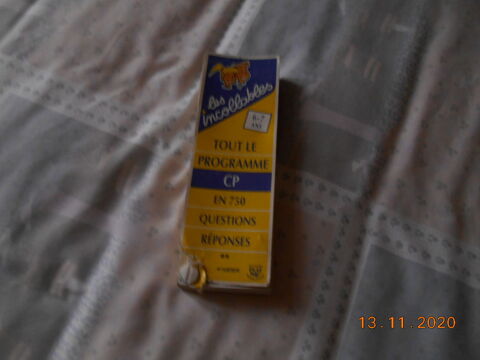 les
incollables
6-7
ANS
TOUT LE
PROGRAMME
CP
EN 750
QUESTIONS
RÉPONSES
13.11.2020